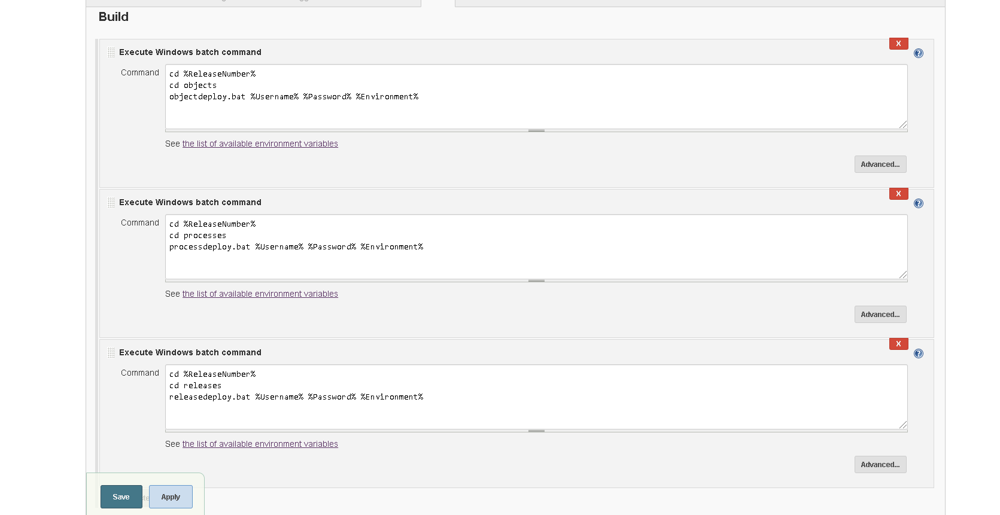 Build
X
Execute Windows batch command
?
Command
cd %ReleaseNumber%
cd objects
objectdeploy.bat %Username% %Password% %Environment%
See the list of available environment variables
Advanced...
X
Execute Windows batch command
?
Command
cd %ReleaseNumber%
cd processes
processdeploy.bat %Username% %Password% %Environment%
See the list of available environment variables
Advanced...
X
Execute Windows batch command
?
Command
cd %ReleaseNumber%
cd releases
releasedeploy.bat %Username% %Password% %Environment%
See the list of available environment variables
Advanced...
Save Apply